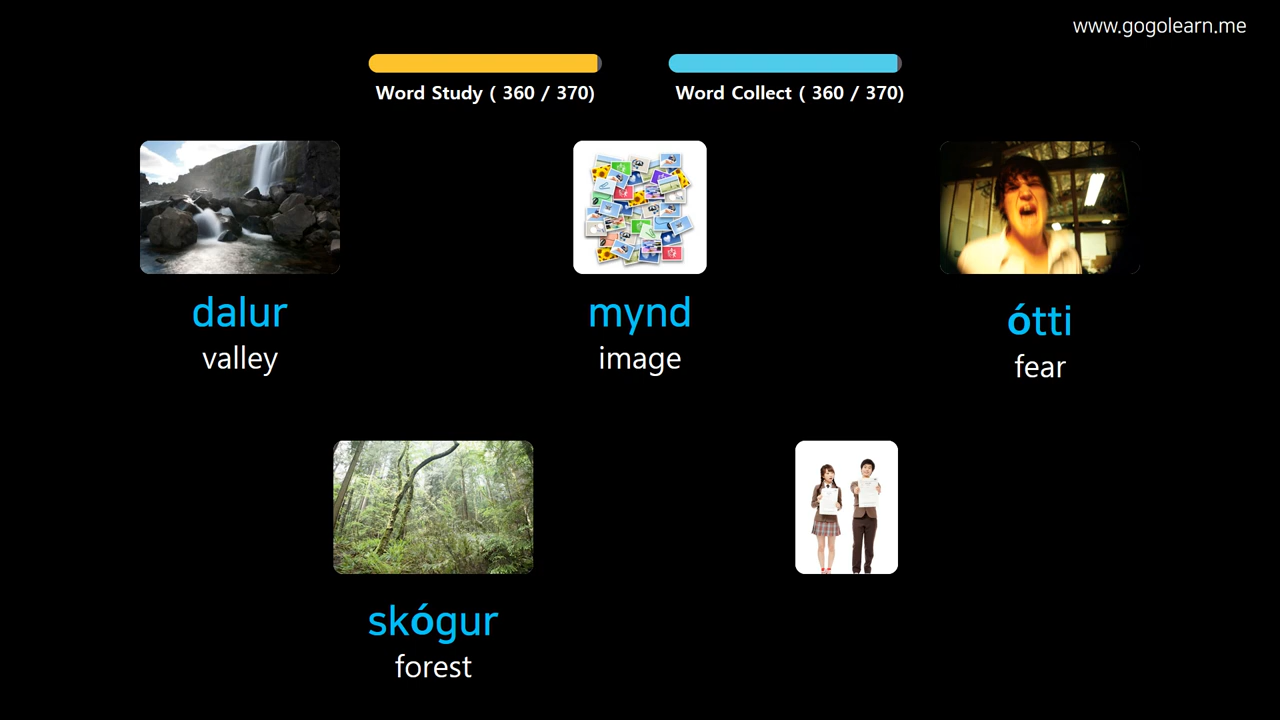 www.gogolearn.me
Word Study ( 360 / 370)
Word Collect ( 360 / 370)
dalur
valley
mynd
image
ótti
fear
skógur
forest